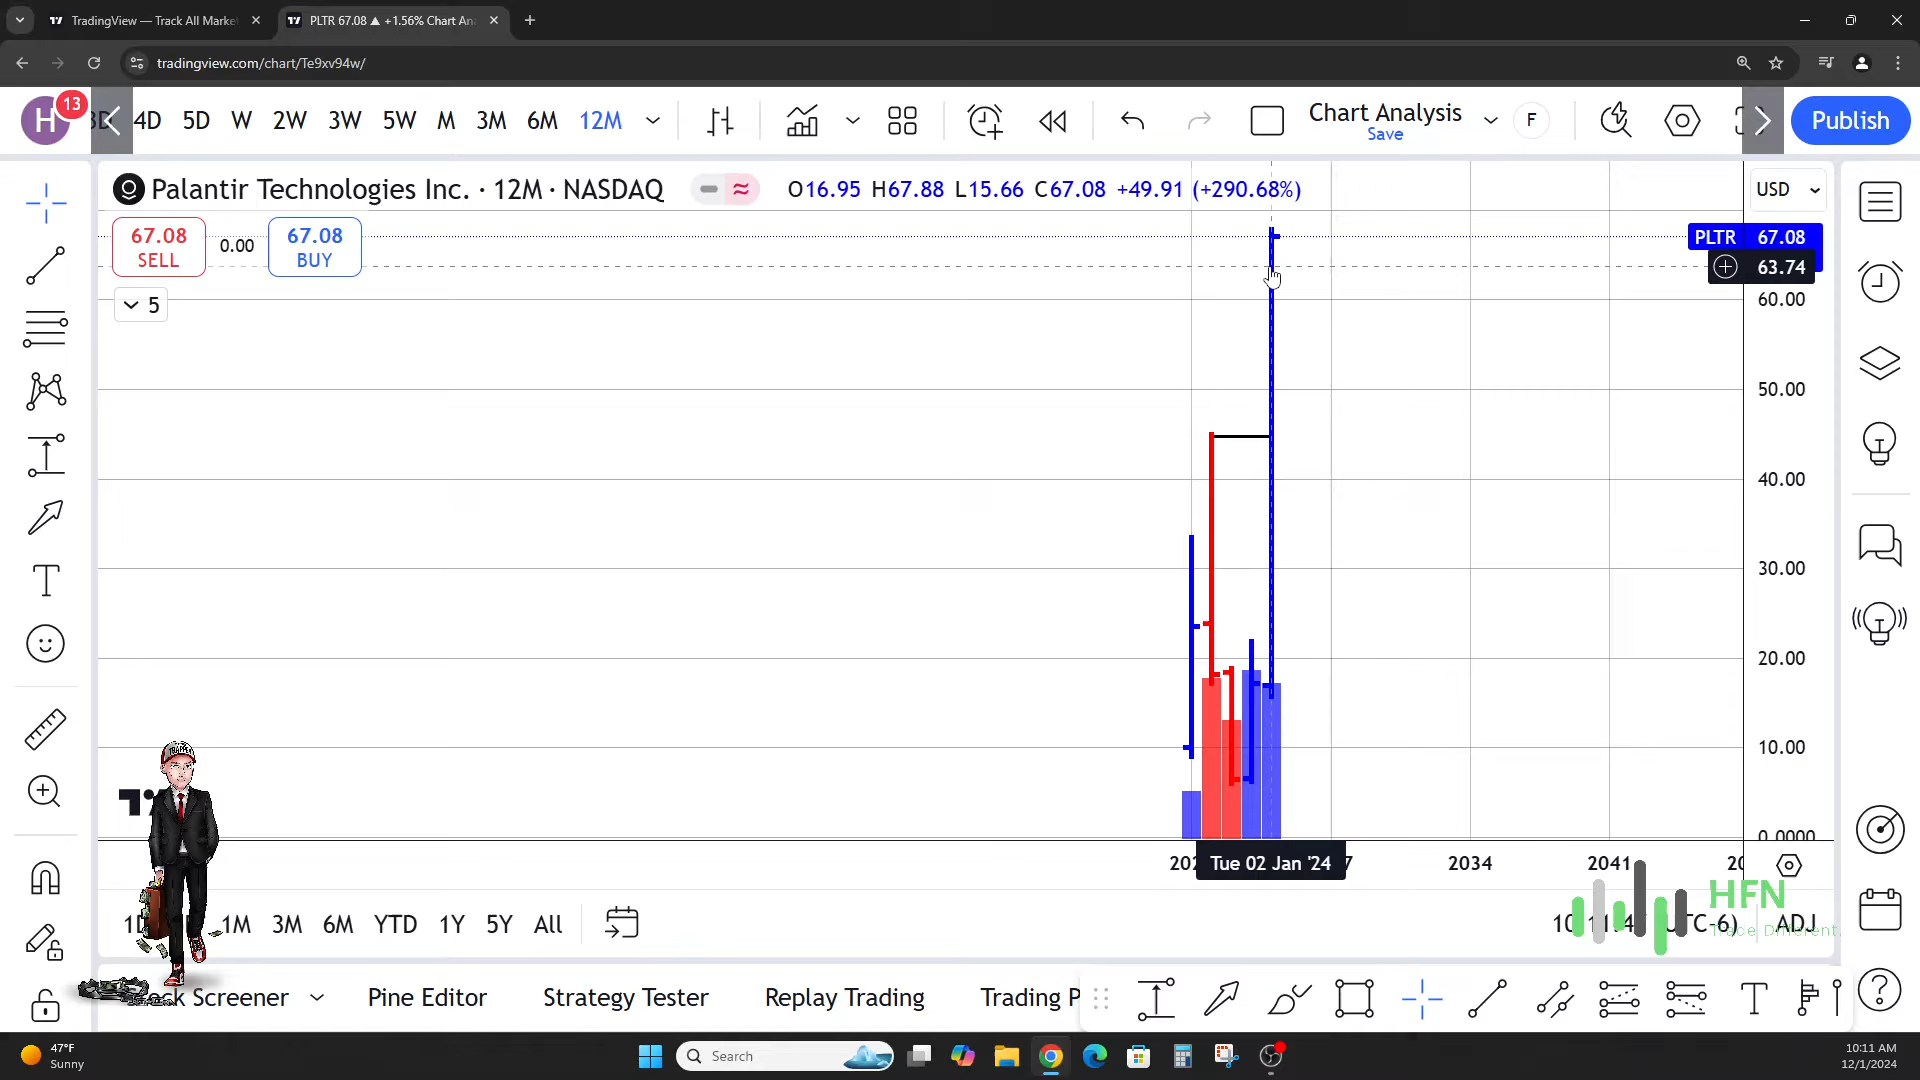 TradingView — Track All Marke
PLTR 67.08 ▲ +1.56% Chart An
tradingview.com/chart/Te9xv94w/
H
13
4D
5D
W
2W
3W
5W
M
3M
6M
12M
Chart Analysis
Save
F
Publish
Palantir Technologies Inc. · 12M · NASDAQ
O16.95 H67.88 L15.66 C67.08 +49.91 (+290.68%)
USD
67.08
SELL
0.00
67.08
BUY
PLTR 67.08
63.74
5
60.00
50.00
40.00
30.00
20.00
10.00
0.0000
TRAPPER
Tue 02 Jan '24
2034
2041
HFN
Trade Different.
1M
3M
6M
YTD
1Y
5Y
All
ADJ
Screener
Pine Editor
Strategy Tester
Replay Trading
Trading P
47°F
Sunny
Search
10:11 AM
12/1/2024